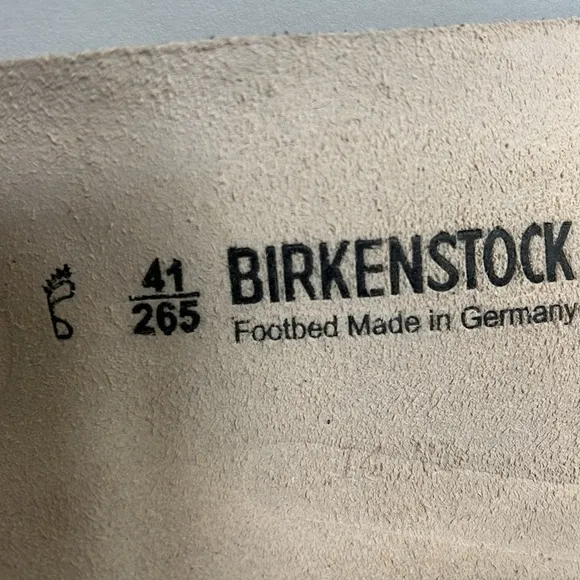 41
265
BIRKENSTOCK
Footbed Made in Germany